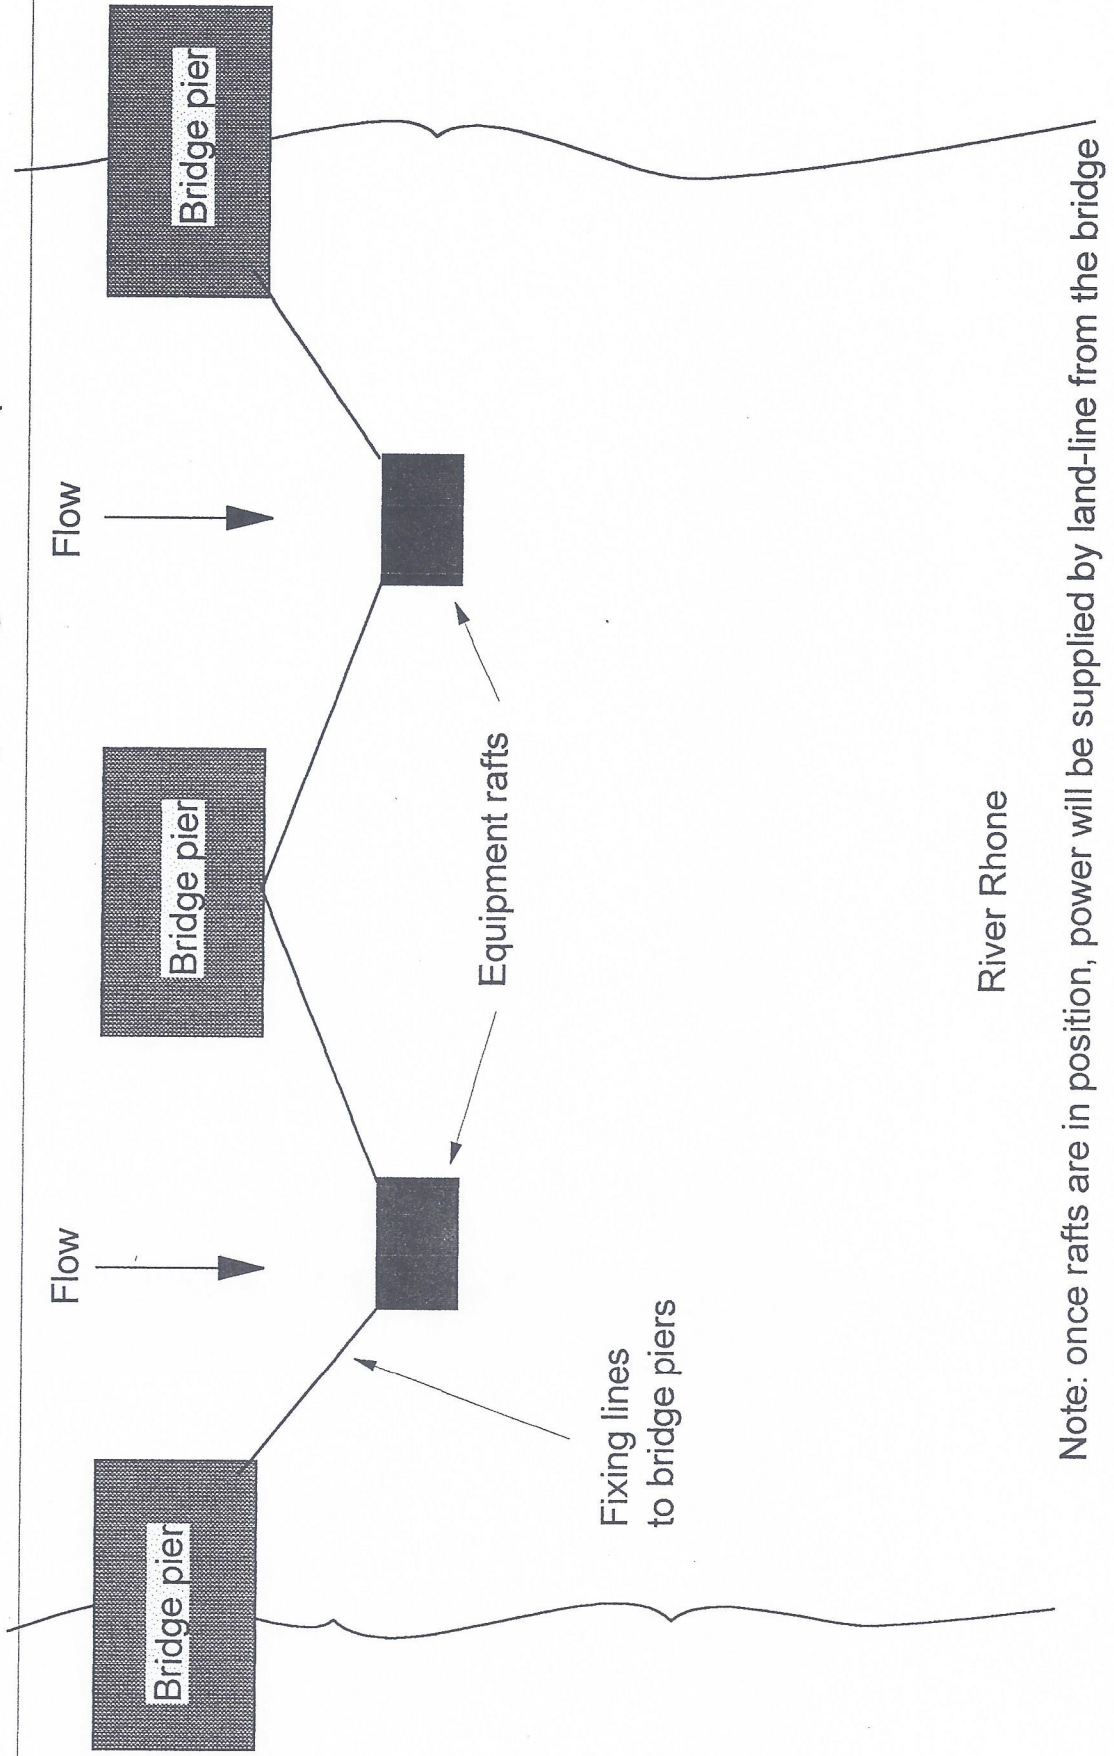 Flow
Flow
Bridge pier
Bridge pier
Bridge pier
Equipment rafts
Fixing lines
to bridge piers
River Rhone
Note: once rafts are in position, power will be supplied by land-line from the bridge